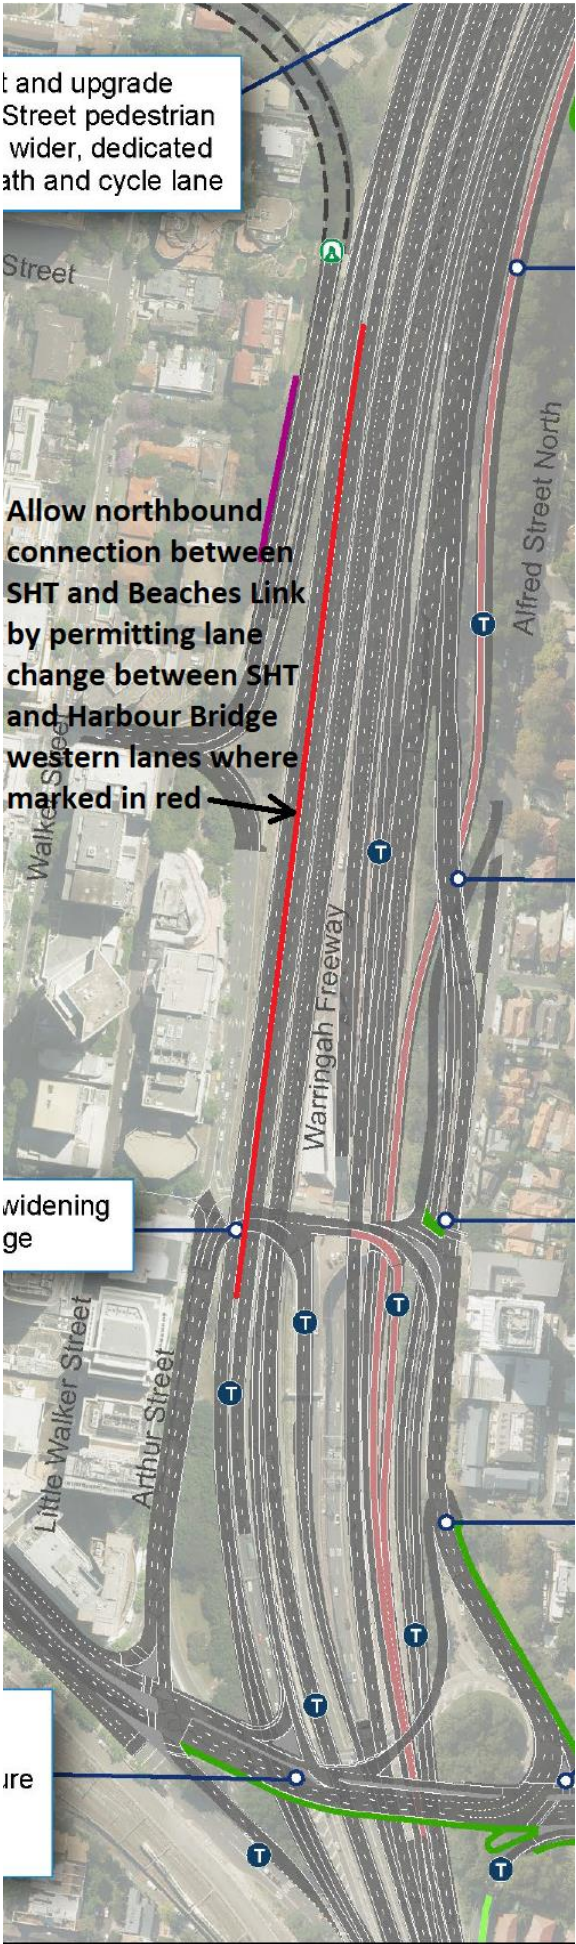 t and upgrade
Street pedestrian
wider, dedicated
ath and cycle lane
Street
Alfred Street North
Allow northbound
connection between
SHT and Beaches Link
by permitting lane
change between SHT
and Harbour Bridge
western lanes where
marked in red
Walker Street
T
T
Warringah Freeway
widening
ge
T
T
T
Little Walker Street
Arthur Street
T
T
ure
T
T